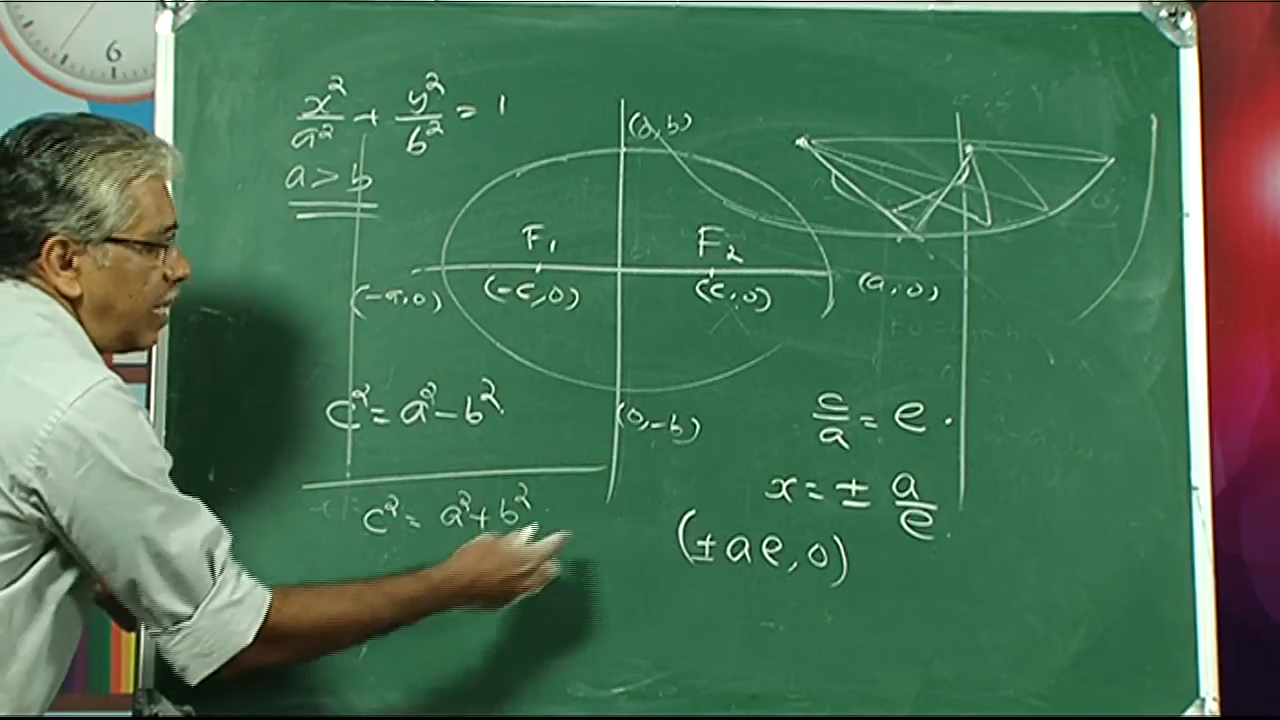 6
x²/a² + y²/b² = 1
a > b
(0, b)
F₁
F₂
(-a, 0)
(-c, 0)
(c, 0)
(a, 0)
c² = a² - b²
(0, -b)
c/a = e
x = ± a/e
c² = a² + b²
(± a e, 0)